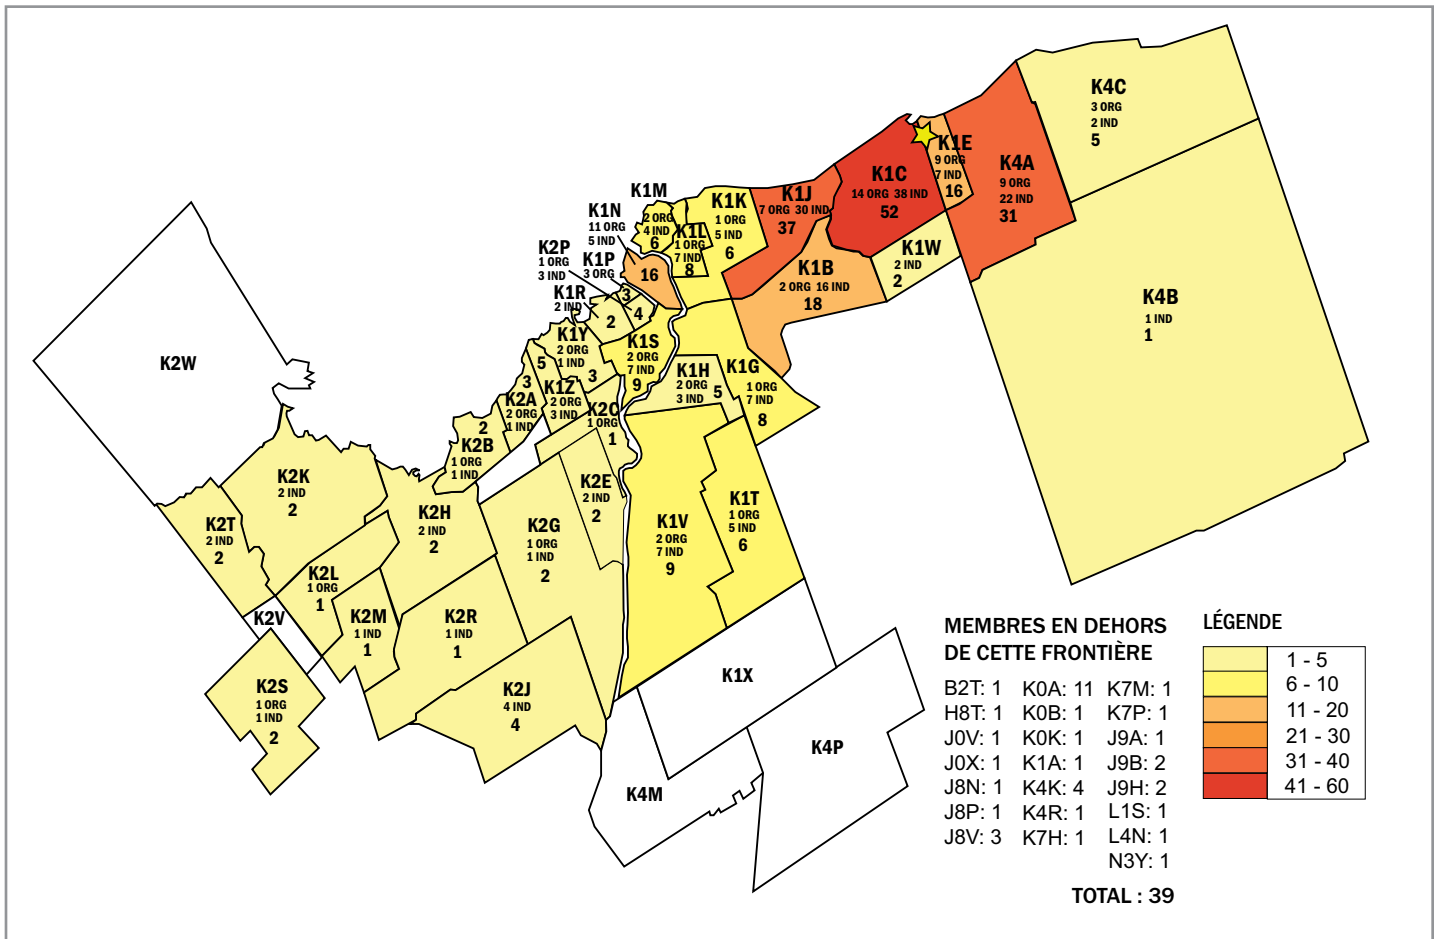 K4C
3 ORG
2 IND
5
K1E
9 ORG
7 IND
16
K4A
9 ORG
22 IND
31
K1C
14 ORG 38 IND
52
K1J
7 ORG 30 IND
37
K1M
2 ORG
4 IND
6
K1K
1 ORG
5 IND
6
K1L
1 ORG
7 IND
8
K1N
11 ORG
5 IND
16
K2P
1 ORG
3 IND
4
K1P
3 ORG
3
K1R
2 IND
2
K1W
2 IND
2
K1B
2 ORG 16 IND
18
K4B
1 IND
1
K2W
K1Y
2 ORG
1 IND
3
K1S
2 ORG
7 IND
9
K1H
2 ORG
3 IND
5
K1G
1 ORG
7 IND
8
5
K1Z
2 ORG
3 IND
3
K2A
2 ORG
1 IND
K2C
1 ORG
1
2
K2B
1 ORG
1 IND
K2K
2 IND
2
K2E
2 IND
2
K2T
2 IND
2
K2H
2 IND
2
K2G
1 ORG
1 IND
2
K1V
2 ORG
7 IND
9
K1T
1 ORG
5 IND
6
K2L
1 ORG
1
K2V
K2M
1 IND
1
K2R
1 IND
1
K2S
1 ORG
1 IND
2
K2J
4 IND
4
K1X
K4P
K4M
MEMBRES EN DEHORS
DE CETTE FRONTIÈRE
B2T: 1 K0A: 11 K7M: 1
H8T: 1 K0B: 1 K7P: 1
J0V: 1 K0K: 1 J9A: 1
J0X: 1 K1A: 1 J9B: 2
J8N: 1 K4K: 4 J9H: 2
J8P: 1 K4R: 1 L1S: 1
J8V: 3 K7H: 1 L4N: 1
N3Y: 1
TOTAL : 39
LÉGENDE
1 - 5
6 - 10
11 - 20
21 - 30
31 - 40
41 - 60